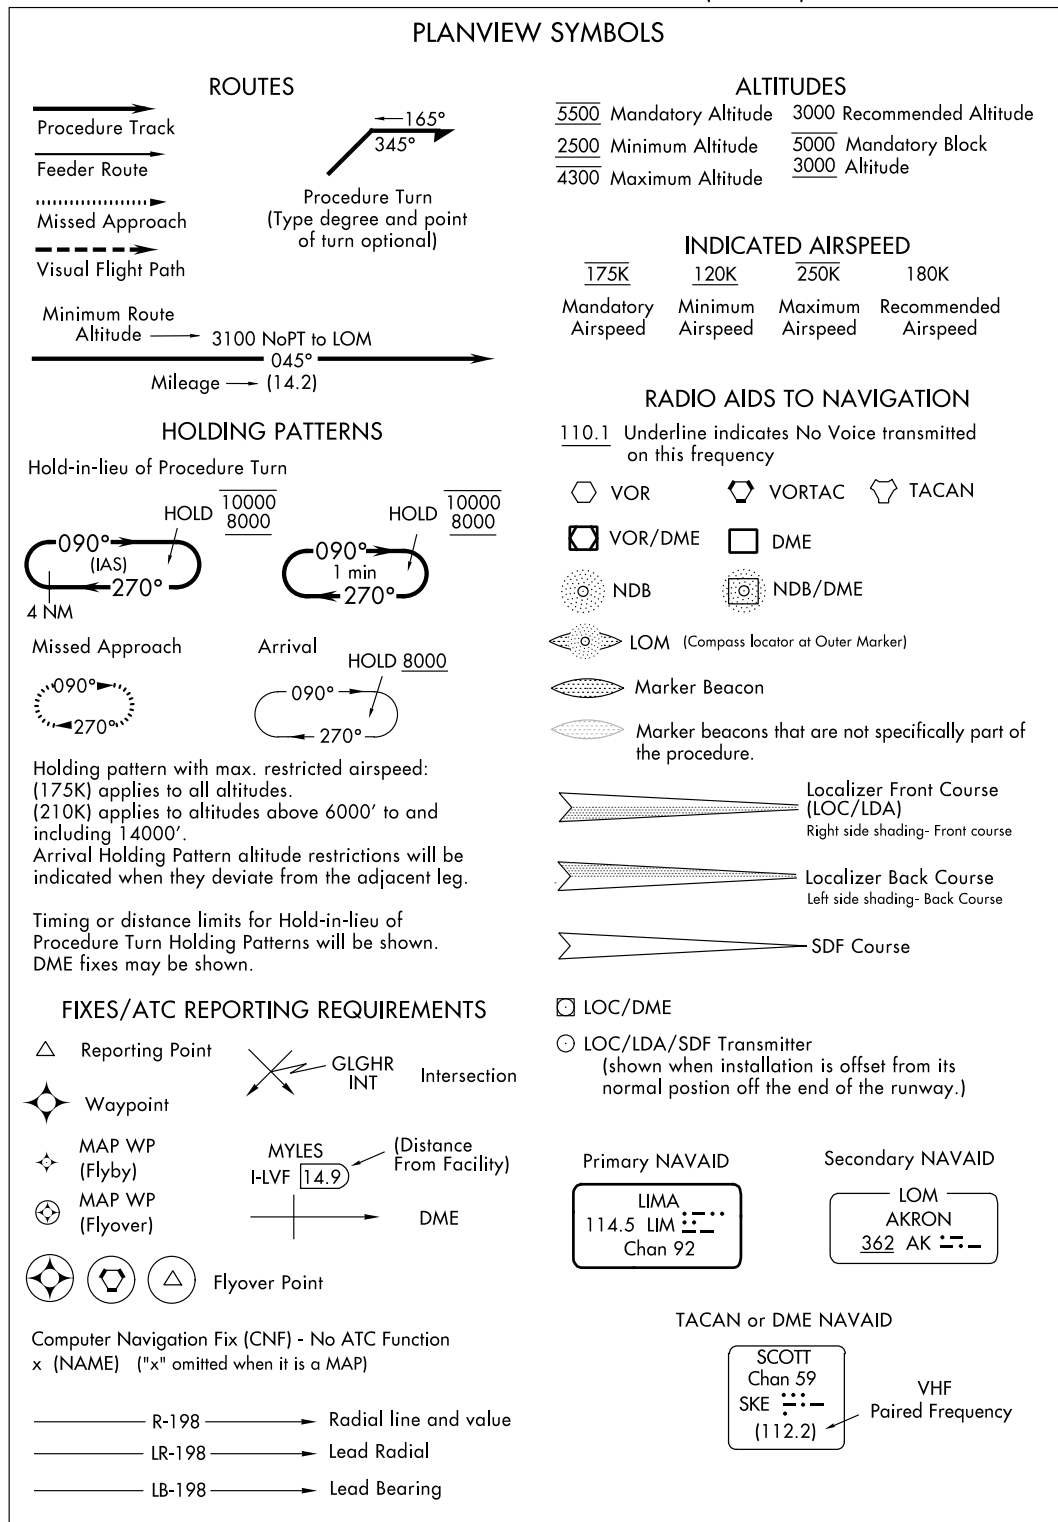 PLANVIEW SYMBOLS
ROUTES
Procedure Track
Feeder Route
Missed Approach
Visual Flight Path
165°
345°
Procedure Turn
(Type degree and point
of turn optional)
Minimum Route
Altitude
3100 NoPT to LOM
045°
Mileage
(14.2)
HOLDING PATTERNS
Hold-in-lieu of Procedure Turn
HOLD
10000
8000
090°
(IAS)
270°
4 NM
HOLD
10000
8000
090°
1 min
270°
Missed Approach
090°
270°
Arrival
HOLD 8000
090°
270°
Holding pattern with max. restricted airspeed:
(175K) applies to all altitudes.
(210K) applies to altitudes above 6000' to and
including 14000'.
Arrival Holding Pattern altitude restrictions will be
indicated when they deviate from the adjacent leg.
Timing or distance limits for Hold-in-lieu of
Procedure Turn Holding Patterns will be shown.
DME fixes may be shown.
FIXES/ATC REPORTING REQUIREMENTS
Reporting Point
Waypoint
MAP WP
(Flyby)
MAP WP
(Flyover)
Flyover Point
GLGHR
INT
Intersection
MYLES
I-LVF 14.9
(Distance
From Facility)
DME
Computer Navigation Fix (CNF) - No ATC Function
x (NAME) ("x" omitted when it is a MAP)
R-198 Radial line and value
LR-198 Lead Radial
LB-198 Lead Bearing
ALTITUDES
5500 Mandatory Altitude
2500 Minimum Altitude
4300 Maximum Altitude
3000 Recommended Altitude
5000 Mandatory Block
3000 Altitude
INDICATED AIRSPEED
175K 120K 250K 180K
Mandatory Minimum Maximum Recommended
Airspeed Airspeed Airspeed Airspeed
RADIO AIDS TO NAVIGATION
110.1 Underline indicates No Voice transmitted
on this frequency
VOR VORTAC TACAN
VOR/DME DME
NDB NDB/DME
LOM (Compass locator at Outer Marker)
Marker Beacon
Marker beacons that are not specifically part of
the procedure.
Localizer Front Course
(LOC/LDA)
Right side shading- Front course
Localizer Back Course
Left side shading- Back Course
SDF Course
LOC/DME
LOC/LDA/SDF Transmitter
(shown when installation is offset from its
normal postion off the end of the runway.)
Primary NAVAID
LIMA
114.5 LIM
Chan 92
Secondary NAVAID
LOM
AKRON
362 AK
TACAN or DME NAVAID
SCOTT
Chan 59
SKE
(112.2)
VHF
Paired Frequency